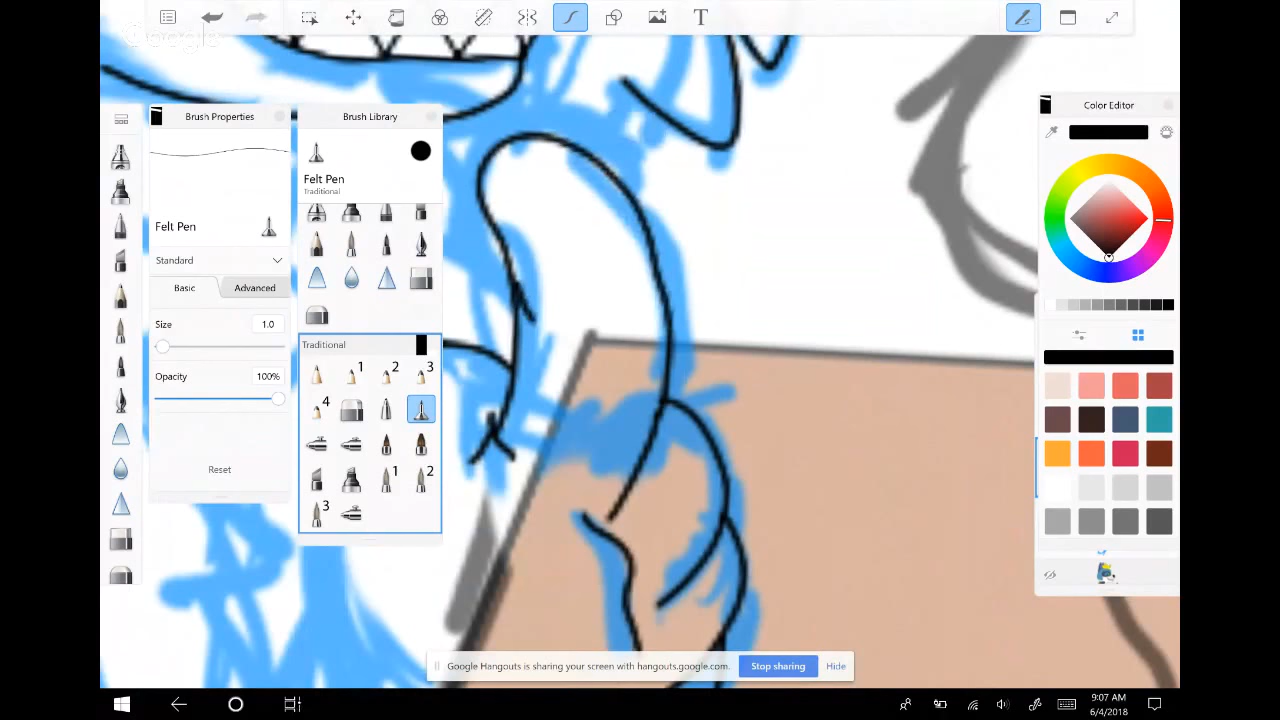 T
Google
Brush Properties
Brush Library
Color Editor
Felt Pen
Traditional
Felt Pen
Standard
Basic
Advanced
Size
1.0
Opacity
100%
Reset
Traditional
1
2
3
4
1
2
3
Google Hangouts is sharing your screen with hangouts.google.com.
Stop sharing
Hide
9:07 AM
6/4/2018